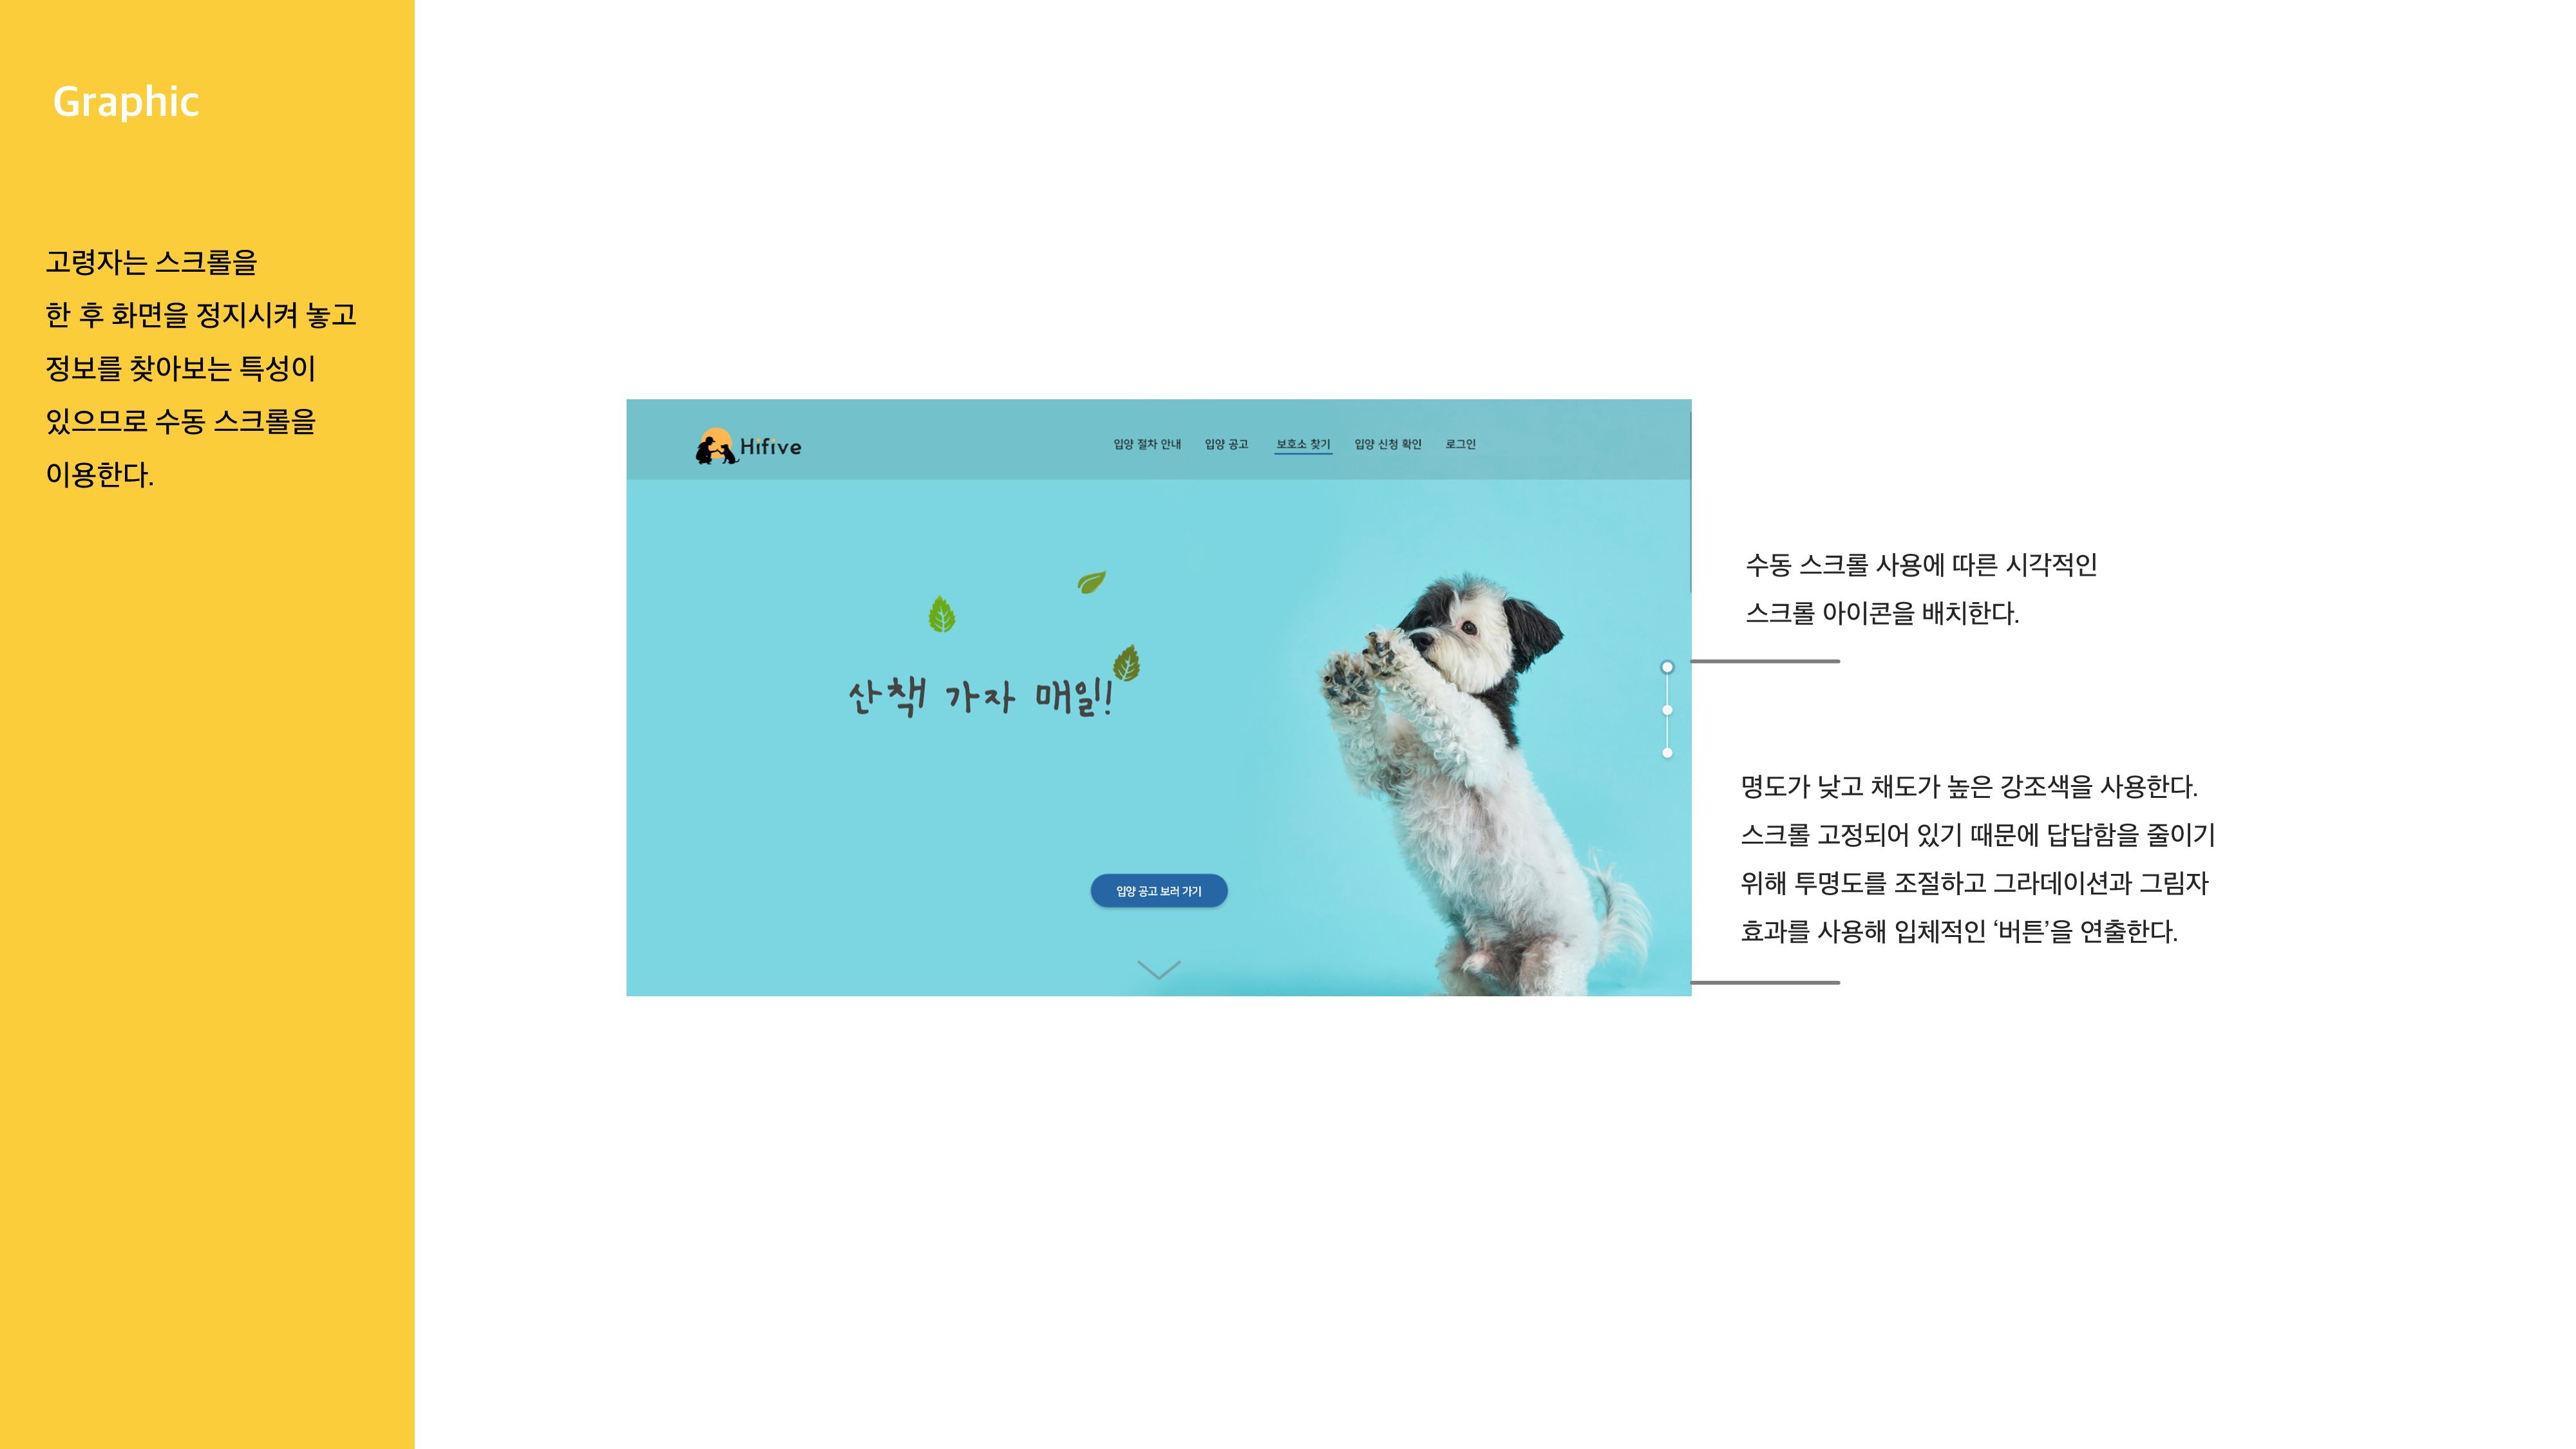 Graphic
고령자는 스크롤을
한 후 화면을 정지시켜 놓고
정보를 찾아보는 특성이
있으므로 수동 스크롤을
이용한다.
Hifive
입양 절차 안내 입양 공고 보호소 찾기 입양 신청 확인 로그인
산책 가자 매일!
입양 공고 보러 가기
수동 스크롤 사용에 따른 시각적인
스크롤 아이콘을 배치한다.
명도가 낮고 채도가 높은 강조색을 사용한다.
스크롤 고정되어 있기 때문에 답답함을 줄이기
위해 투명도를 조절하고 그라데이션과 그림자
효과를 사용해 입체적인 ‘버튼’을 연출한다.